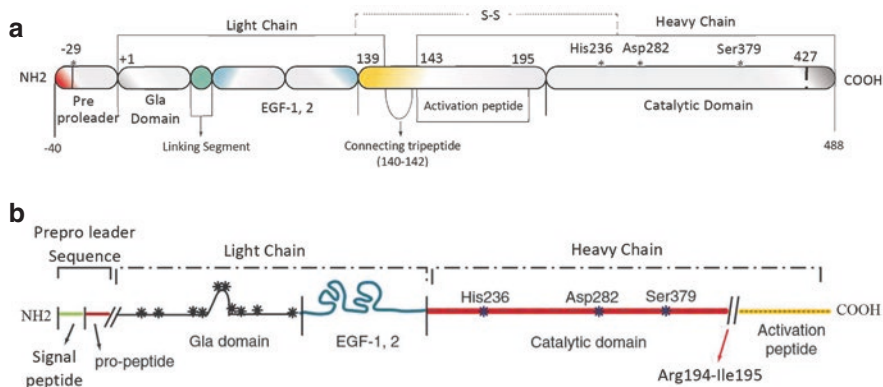 a
S-S
Light Chain
Heavy Chain
-29
+1
139
143
195
His236
Asp282
Ser379
427
NH2
COOH
Pre
proleader
Gla
Domain
EGF-1, 2
Activation peptide
Catalytic Domain
Linking Segment
Connecting tripeptide
(140-142)
-40
488
b
Prepro leader
Sequence
Light Chain
Heavy Chain
His236
Asp282
Ser379
NH2
COOH
Signal
peptide
pro-peptide
Gla domain
EGF-1, 2
Catalytic domain
Activation
peptide
Arg194-Ile195